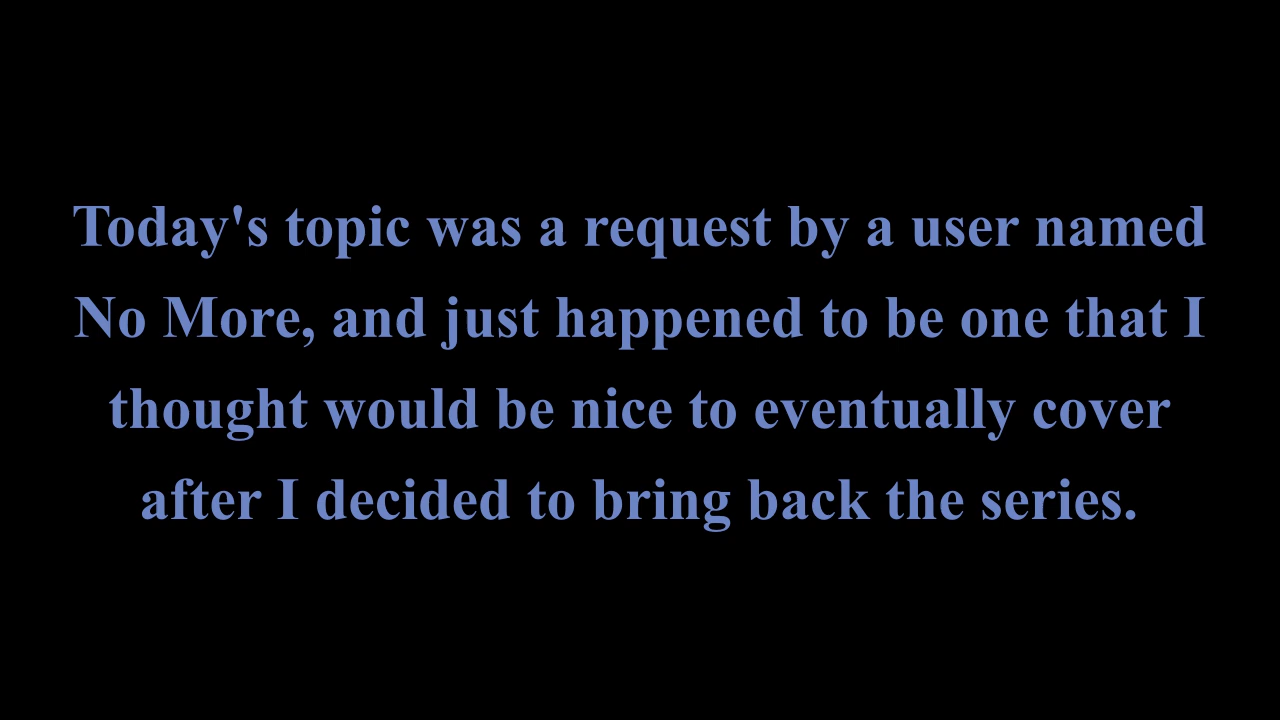 Today's topic was a request by a user named
No More, and just happened to be one that I
thought would be nice to eventually cover
after I decided to bring back the series.